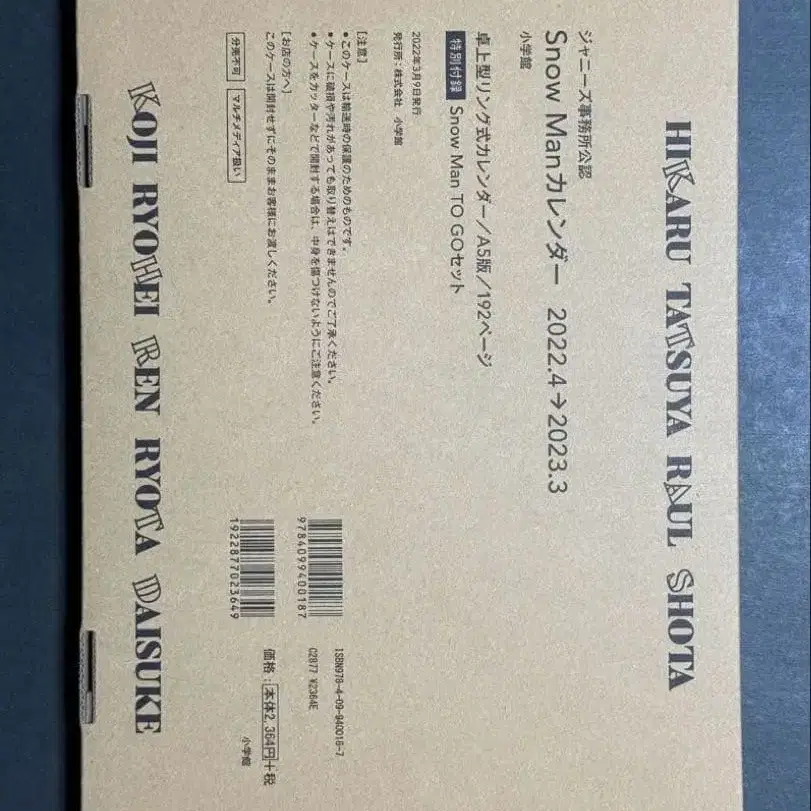 HIKARU TATSUYA RAUL SHOTA
ジャニーズ事務所公認
Snow Manカレンダー 2022.4→2023.3
小学館
卓上型リング式カレンダー/A5版/192ページ
特別付録 Snow Man TO GOセット
2022年3月9日発行
発行所:株式会社 小学館
[注意]
●このケースは輸送時の保護のためのものです。
●ケースに破損や汚れがあっても取り替えはできませんのでご了承ください。
●ケースをカッターなどで開封する場合は、中身を傷つけないようにご注意ください。
[お店の方へ]
このケースは開封せずにそのままお客様にお渡しください。
分売不可 マルチメディア扱い
9784099400187
1922877023649
ISBN978-4-09-940018-7
C2877 ¥2364E
価格:本体2,364円+税
小学館
KOJI RYOHEI REN RYOTA DAISUKE